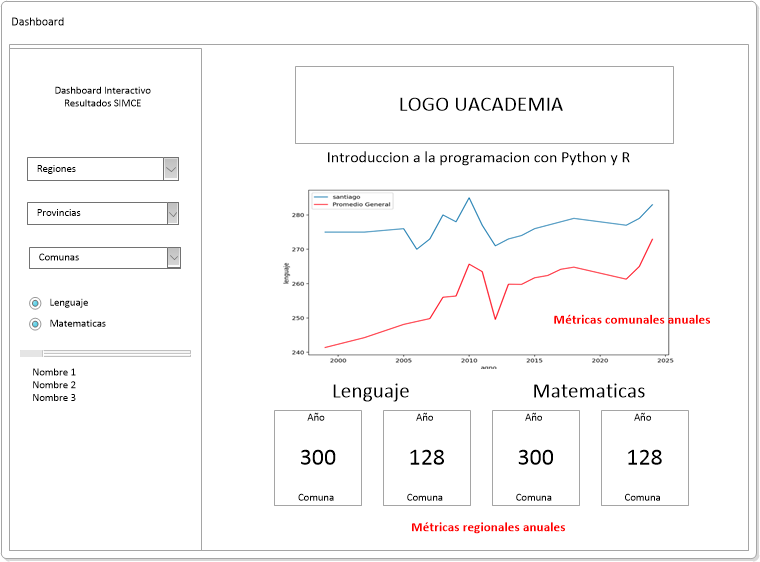 Dashboard
Dashboard Interactivo
Resultados SIMCE
Regiones
Provincias
Comunas
Lenguaje
Matematicas
Nombre 1
Nombre 2
Nombre 3
LOGO UACADEMIA
Introduccion a la programacion con Python y R
santiago
Promedio General
280
270
260
250
240
lenguaje
2000
2005
2010
2015
2020
2025
agno
Métricas comunales anuales
Lenguaje
Matematicas
Año
300
Comuna
Año
128
Comuna
Año
300
Comuna
Año
128
Comuna
Métricas regionales anuales